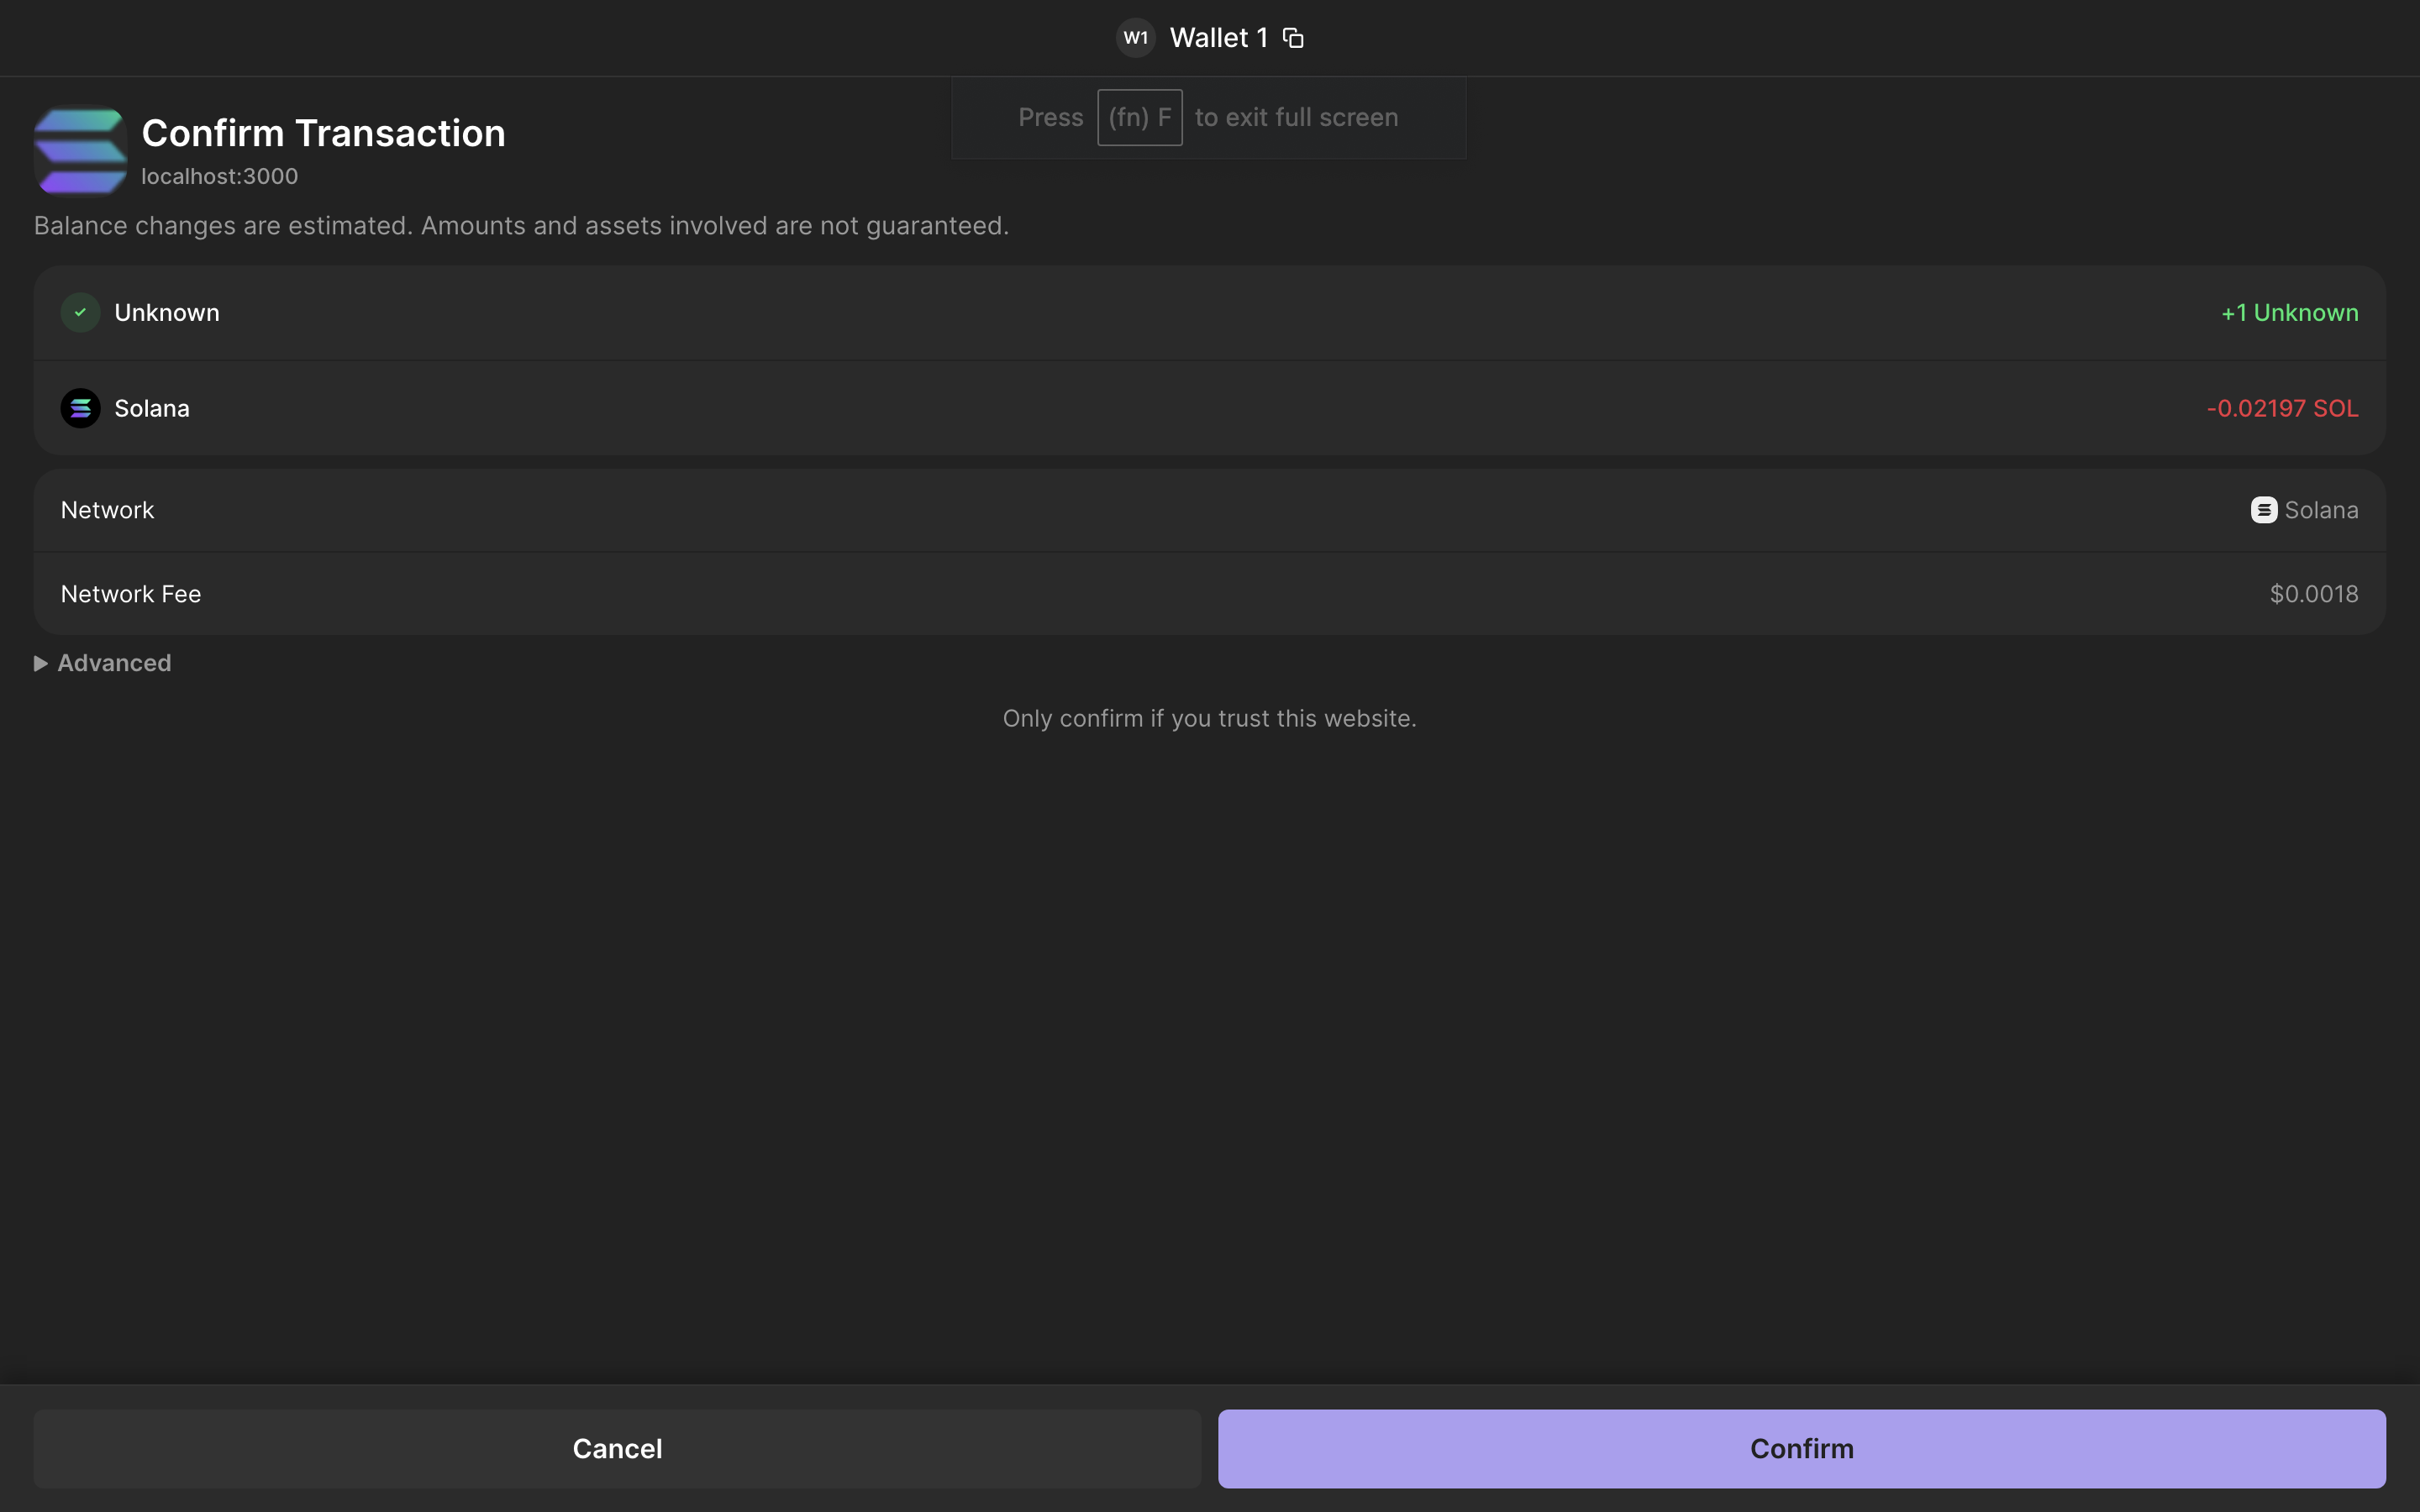 W1 Wallet 1
Press (fn) F to exit full screen
Confirm Transaction
localhost:3000
Balance changes are estimated. Amounts and assets involved are not guaranteed.
Unknown +1 Unknown
Solana -0.02197 SOL
Network Solana
Network Fee $0.0018
Advanced
Only confirm if you trust this website.
Cancel Confirm